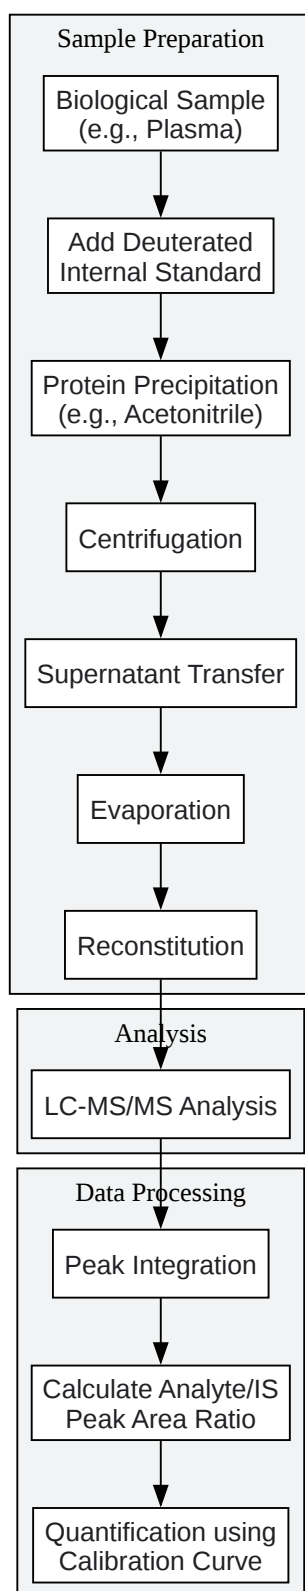 Sample Preparation
Biological Sample
(e.g., Plasma)
Add Deuterated
Internal Standard
Protein Precipitation
(e.g., Acetonitrile)
Centrifugation
Supernatant Transfer
Evaporation
Reconstitution
Analysis
LC-MS/MS Analysis
Data Processing
Peak Integration
Calculate Analyte/IS
Peak Area Ratio
Quantification using
Calibration Curve